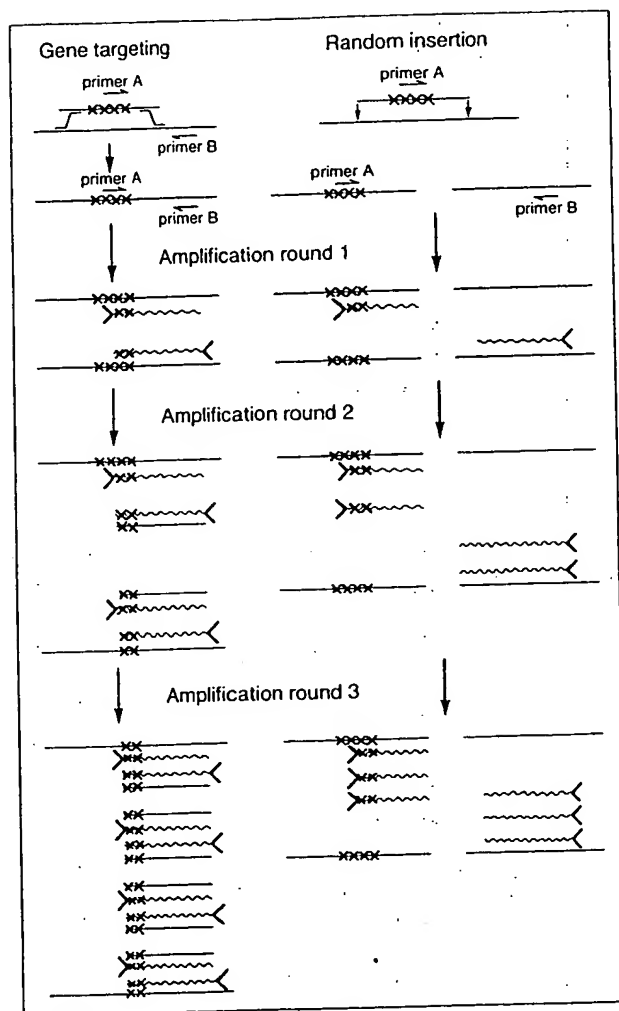 Gene targeting
Random insertion
primer A
primer A
primer B
primer A
primer B
primer A
primer B
Amplification round 1
Amplification round 2
Amplification round 3